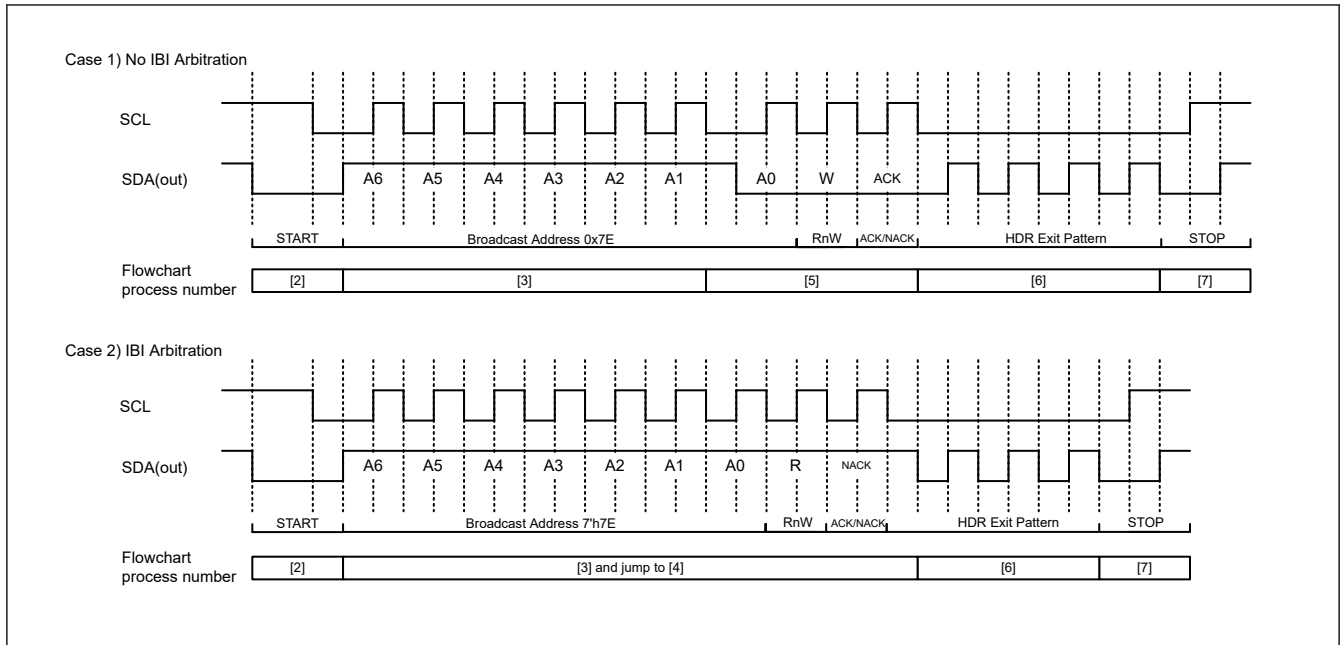 Case 1) No IBI Arbitration
SCL
SDA(out)
A6 A5 A4 A3 A2 A1 A0 W ACK
START Broadcast Address 0x7E RnW ACK/NACK HDR Exit Pattern STOP
Flowchart
process number
[2] [3] [5] [6] [7]
Case 2) IBI Arbitration
SCL
SDA(out)
A6 A5 A4 A3 A2 A1 A0 R NACK
START Broadcast Address 7'h7E RnW ACK/NACK HDR Exit Pattern STOP
Flowchart
process number
[2] [3] and jump to [4] [6] [7]